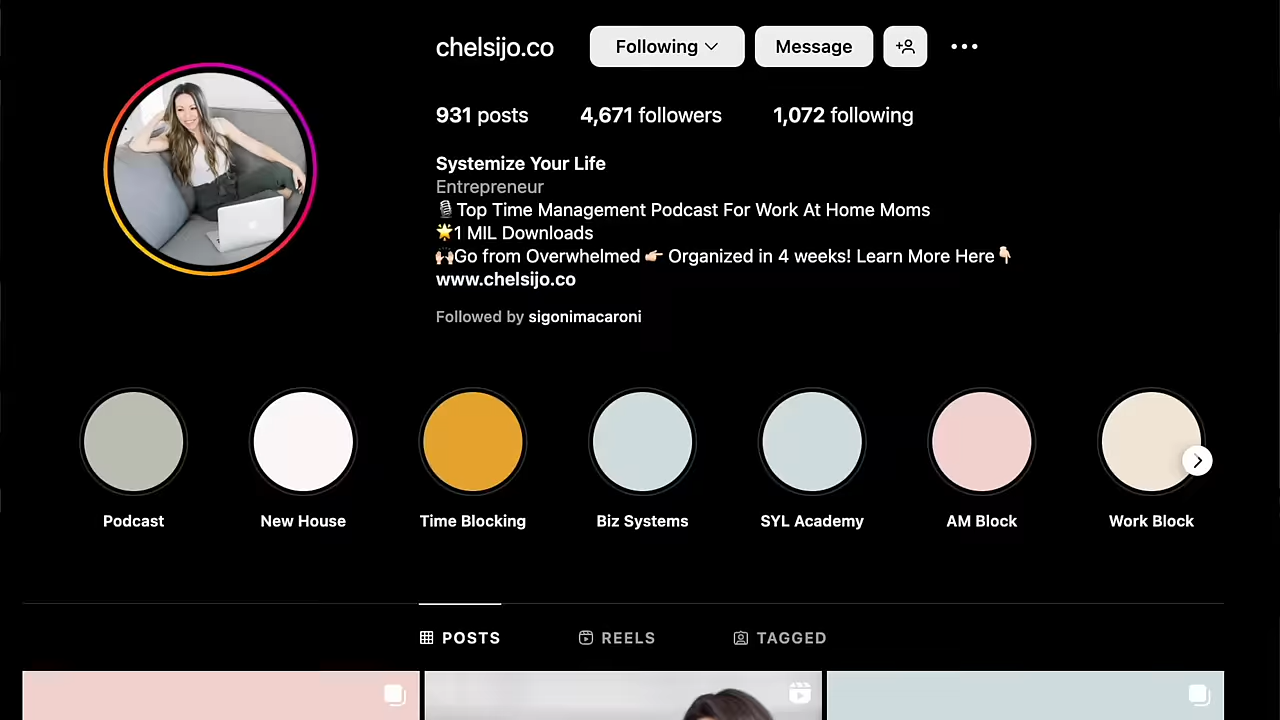 chelsijo.co Following Message
931 posts 4,671 followers 1,072 following
Systemize Your Life
Entrepreneur
🎙️Top Time Management Podcast For Work At Home Moms
🌟1 MIL Downloads
🙌🏻Go from Overwhelmed 👉🏼 Organized in 4 weeks! Learn More Here👇🏻
www.chelsijo.co
Followed by sigonimacaroni
Podcast New House Time Blocking Biz Systems SYL Academy AM Block Work Block
POSTS REELS TAGGED